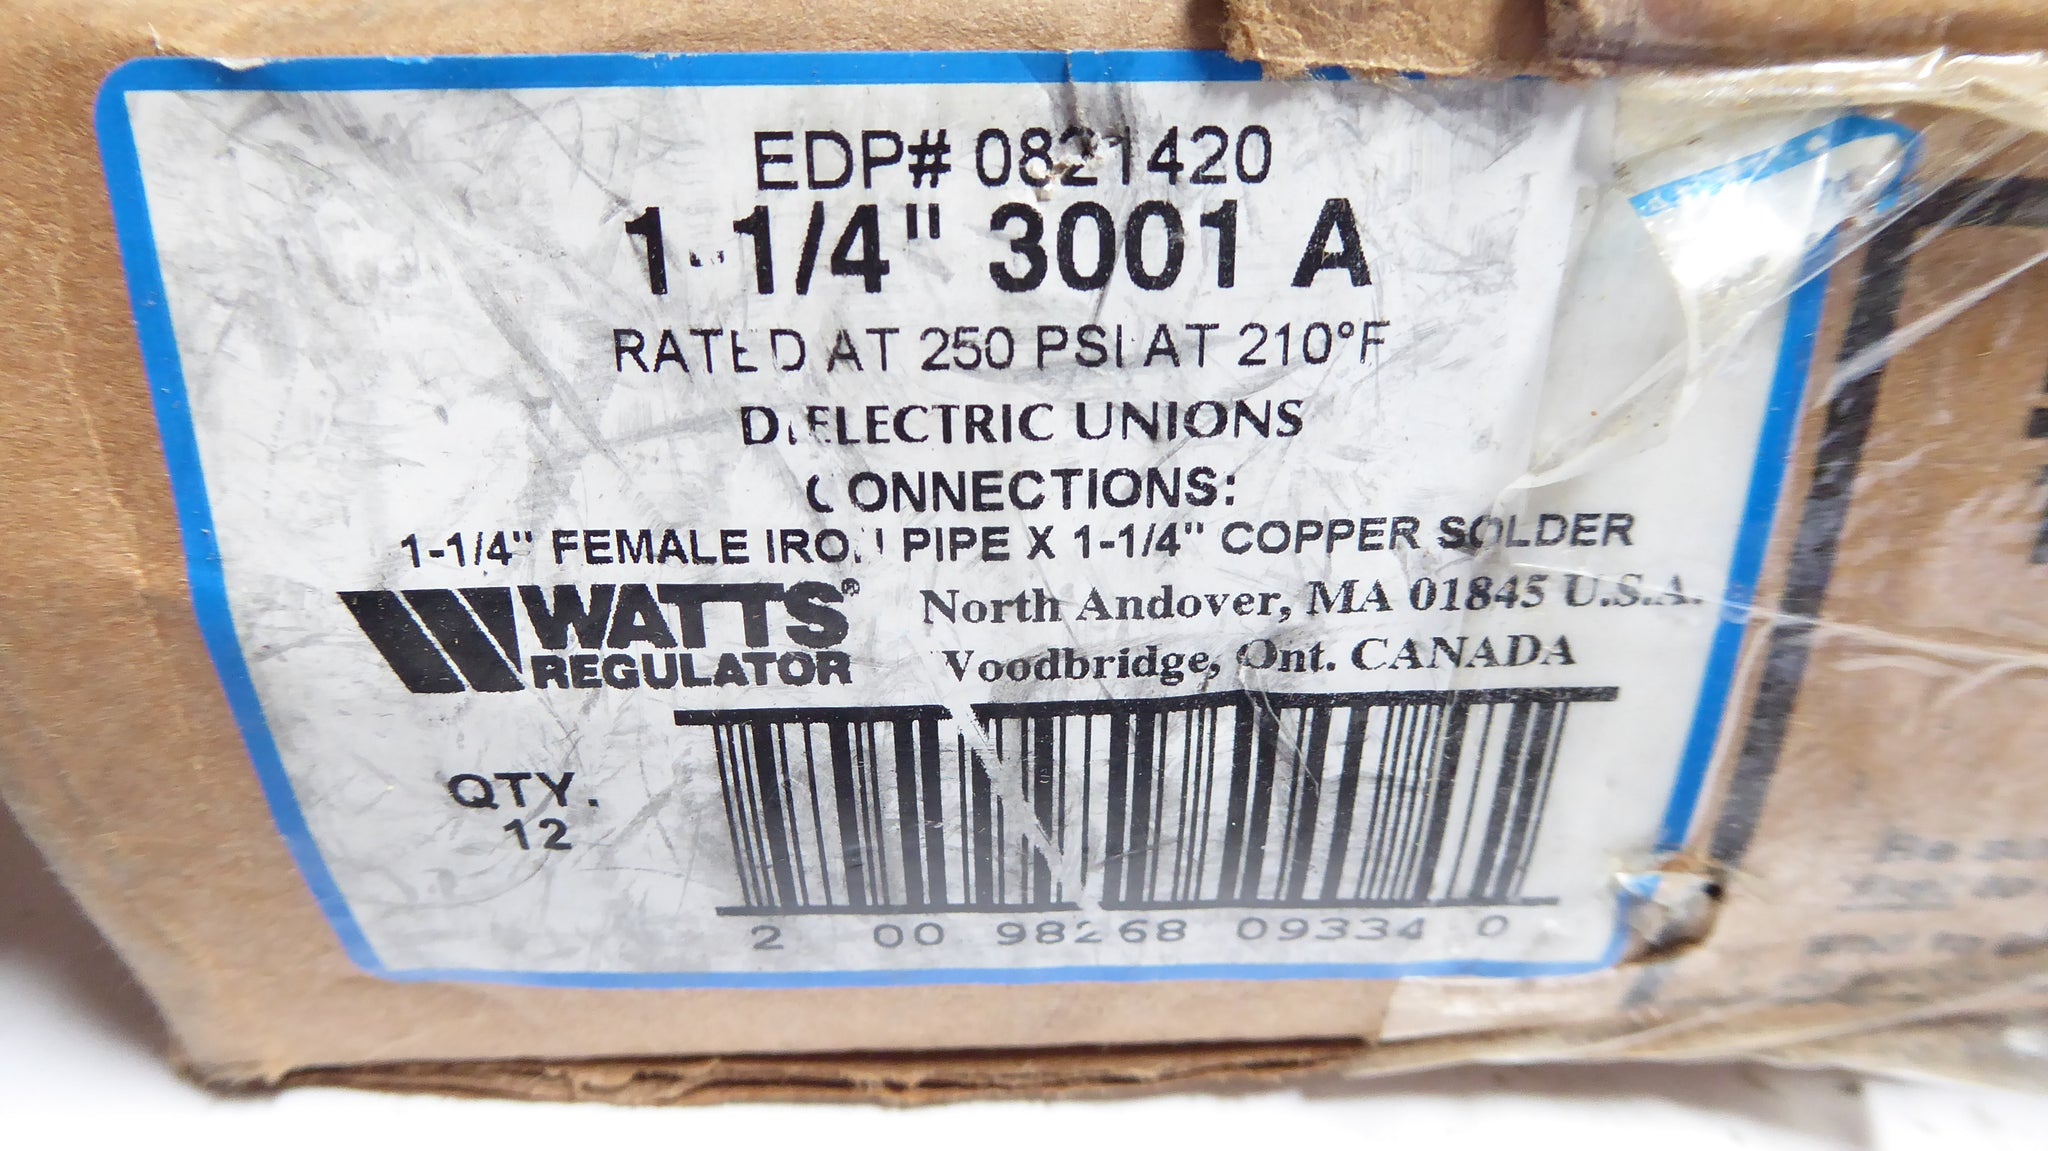 EDP# 0821420
1-1/4" 3001 A
RATED AT 250 PSI AT 210°F
DIELECTRIC UNIONS
CONNECTIONS:
1-1/4" FEMALE IRON PIPE X 1-1/4" COPPER SOLDER
WATTS®
REGULATOR
North Andover, MA 01845 U.S.A.
Woodbridge, Ont. CANADA
QTY.
12
2 00 98268 09334 0